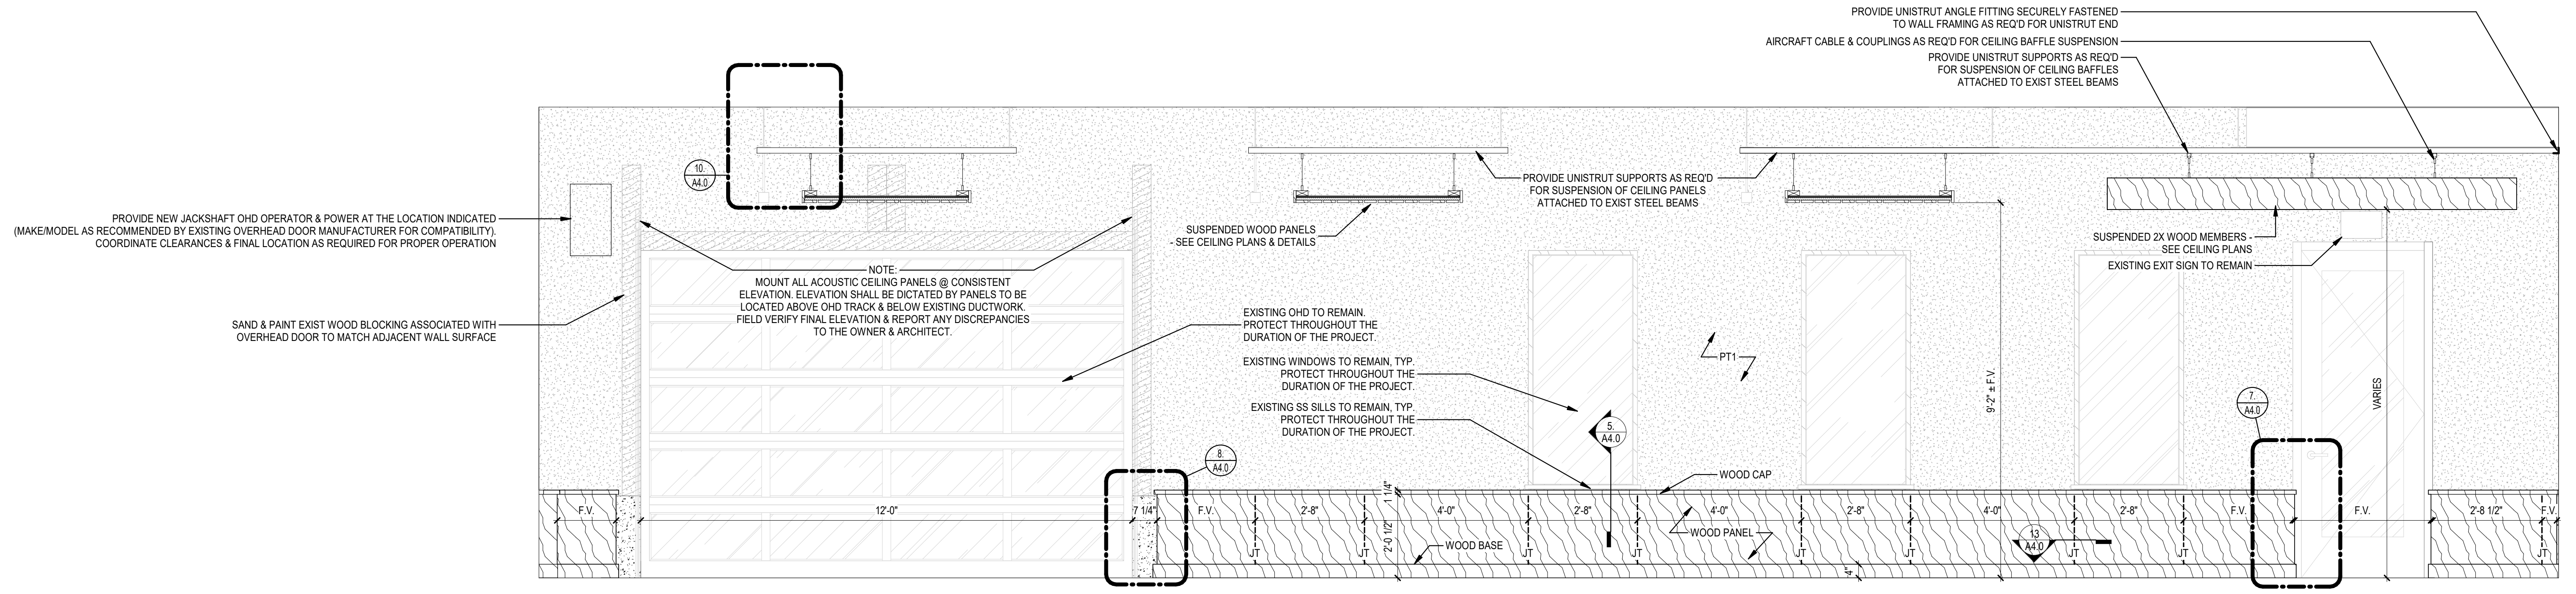 PROVIDE UNISTRUT ANGLE FITTING SECURELY FASTENED
TO WALL FRAMING AS REQ'D FOR UNISTRUT END
AIRCRAFT CABLE & COUPLINGS AS REQ'D FOR CEILING BAFFLE SUSPENSION
PROVIDE UNISTRUT SUPPORTS AS REQ'D
FOR SUSPENSION OF CEILING BAFFLES
ATTACHED TO EXIST STEEL BEAMS
10.
A4.0
PROVIDE UNISTRUT SUPPORTS AS REQ'D
FOR SUSPENSION OF CEILING PANELS
ATTACHED TO EXIST STEEL BEAMS
PROVIDE NEW JACKSHAFT OHD OPERATOR & POWER AT THE LOCATION INDICATED
(MAKE/MODEL AS RECOMMENDED BY EXISTING OVERHEAD DOOR MANUFACTURER FOR COMPATIBILITY).
COORDINATE CLEARANCES & FINAL LOCATION AS REQUIRED FOR PROPER OPERATION
SUSPENDED WOOD PANELS
- SEE CEILING PLANS & DETAILS
SUSPENDED 2X WOOD MEMBERS -
SEE CEILING PLANS
EXISTING EXIT SIGN TO REMAIN
NOTE:
MOUNT ALL ACOUSTIC CEILING PANELS @ CONSISTENT
ELEVATION. ELEVATION SHALL BE DICTATED BY PANELS TO BE
LOCATED ABOVE OHD TRACK & BELOW EXISTING DUCTWORK.
FIELD VERIFY FINAL ELEVATION & REPORT ANY DISCREPANCIES
TO THE OWNER & ARCHITECT.
SAND & PAINT EXIST WOOD BLOCKING ASSOCIATED WITH
OVERHEAD DOOR TO MATCH ADJACENT WALL SURFACE
EXISTING OHD TO REMAIN.
PROTECT THROUGHOUT THE
DURATION OF THE PROJECT.
EXISTING WINDOWS TO REMAIN, TYP.
PROTECT THROUGHOUT THE
DURATION OF THE PROJECT.
PT1
EXISTING SS SILLS TO REMAIN, TYP.
PROTECT THROUGHOUT THE
DURATION OF THE PROJECT.
9'-2" ± F.V.
VARIES
5.
A4.0
7.
A4.0
8.
A4.0
WOOD CAP
1 1/4"
2'-0 1/2"
F.V.
12'-0"
7 1/4"
F.V.
2'-8"
4'-0"
2'-8"
4'-0"
2'-8"
4'-0"
2'-8"
F.V.
F.V.
2'-8 1/2"
F.V.
WOOD PANEL
WOOD BASE
13
A4.0
JT
JT
JT
JT
JT
JT
JT
JT
JT
4"